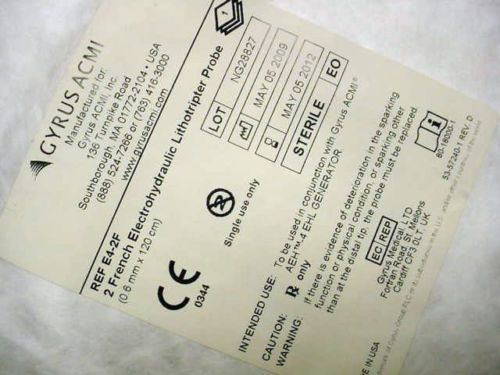 GYRUS ACMI
Manufactured for:
Gyrus ACMI, Inc.
136 Turnpike Road
Southborough, MA 01772-2104 • USA
(888) 524-7266 or (763) 416-3000
www.gyrusacmi.com
REF E4-2F
2 French Electrohydraulic Lithotripter Probe
(0.6 mm x 120 cm)
1
LOT NG28827
MAY 05 2009
MAY 05 2012
STERILE EO
2
Single use only
CE
0344
INTENDED USE: To be used in conjunction with Gyrus ACMI®
AEH™-4 EHL GENERATOR
CAUTION: Rx only
WARNING: If there is evidence of deterioration in the sparking
function or physical condition, or sparking other
than at the distal tip, the probe must be replaced.
i
80-18000-1
53-57240-1 REV. D
EC REP
Gyrus Medical, LTD
Fortran Road, St. Mellons
Cardiff CF3 0LT, UK
MADE IN USA